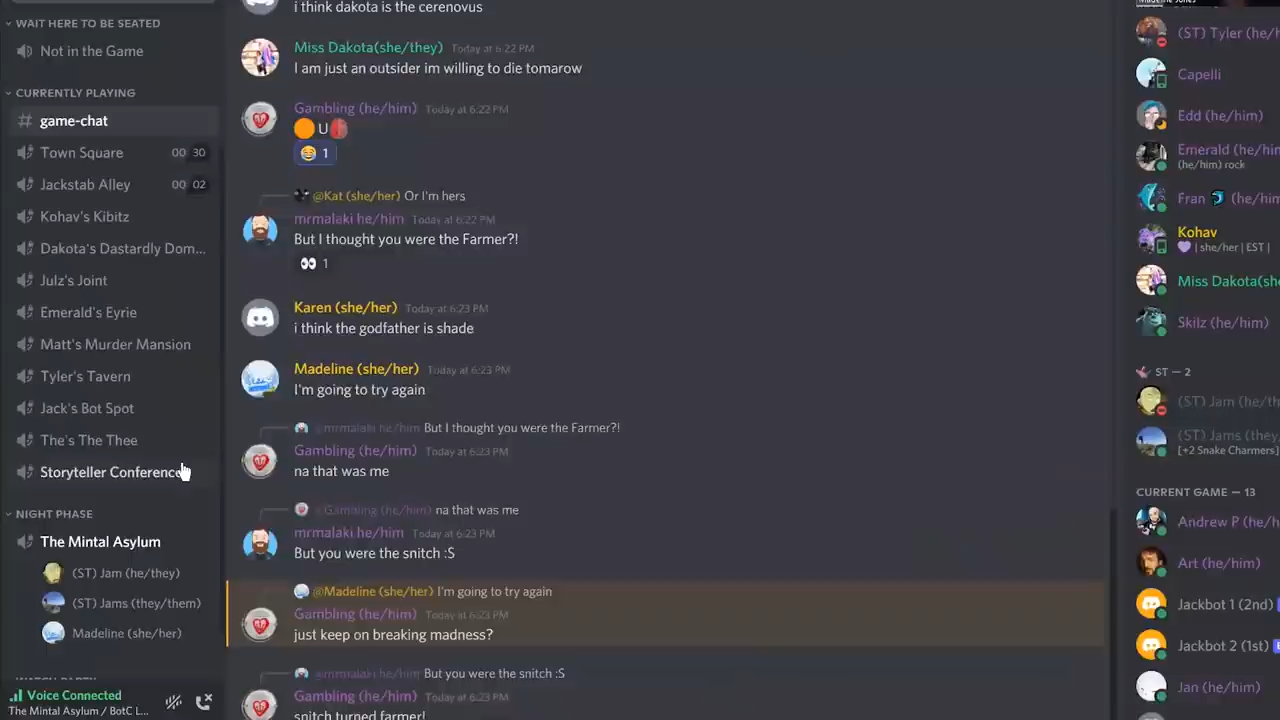 WAIT HERE TO BE SEATED
Not in the Game
CURRENTLY PLAYING
game-chat
Town Square 00 30
Jackstab Alley 00 02
Kohav's Kibitz
Dakota's Dastardly Dom...
Julz's Joint
Emerald's Eyrie
Matt's Murder Mansion
Tyler's Tavern
Jack's Bot Spot
The's The Thee
Storyteller Conference
NIGHT PHASE
The Mintal Asylum
(ST) Jam (he/they)
(ST) Jams (they/them)
Madeline (she/her)
Voice Connected
The Mintal Asylum / BotC L...
i think dakota is the cerenovus
Miss Dakota(she/they) Today at 6:22 PM
I am just an outsider im willing to die tomarow
Gambling (he/him) Today at 6:22 PM
U
1
@Kat (she/her) Or I'm hers
mrmalaki he/him Today at 6:22 PM
But I thought you were the Farmer?!
1
Karen (she/her) Today at 6:23 PM
i think the godfather is shade
Madeline (she/her) Today at 6:23 PM
I'm going to try again
@mrmalaki he/him But I thought you were the Farmer?!
Gambling (he/him) Today at 6:23 PM
na that was me
@Gambling (he/him) na that was me
mrmalaki he/him Today at 6:23 PM
But you were the snitch :S
@Madeline (she/her) I'm going to try again
Gambling (he/him) Today at 6:23 PM
just keep on breaking madness?
@mrmalaki he/him But you were the snitch :S
Gambling (he/him) Today at 6:23 PM
snitch turned farmer!
(ST) Tyler (he/h
Capelli
Edd (he/him)
Emerald (he/him)
(he/him) rock
Fran (he/him
Kohav
| she/her | EST |
Miss Dakota(sh
Skilz (he/him)
ST — 2
(ST) Jam (he/th
(ST) Jams (they,
[+2 Snake Charmers]
CURRENT GAME — 13
Andrew P (he/h
Art (he/him)
Jackbot 1 (2nd)
Jackbot 2 (1st)
Jan (he/him)